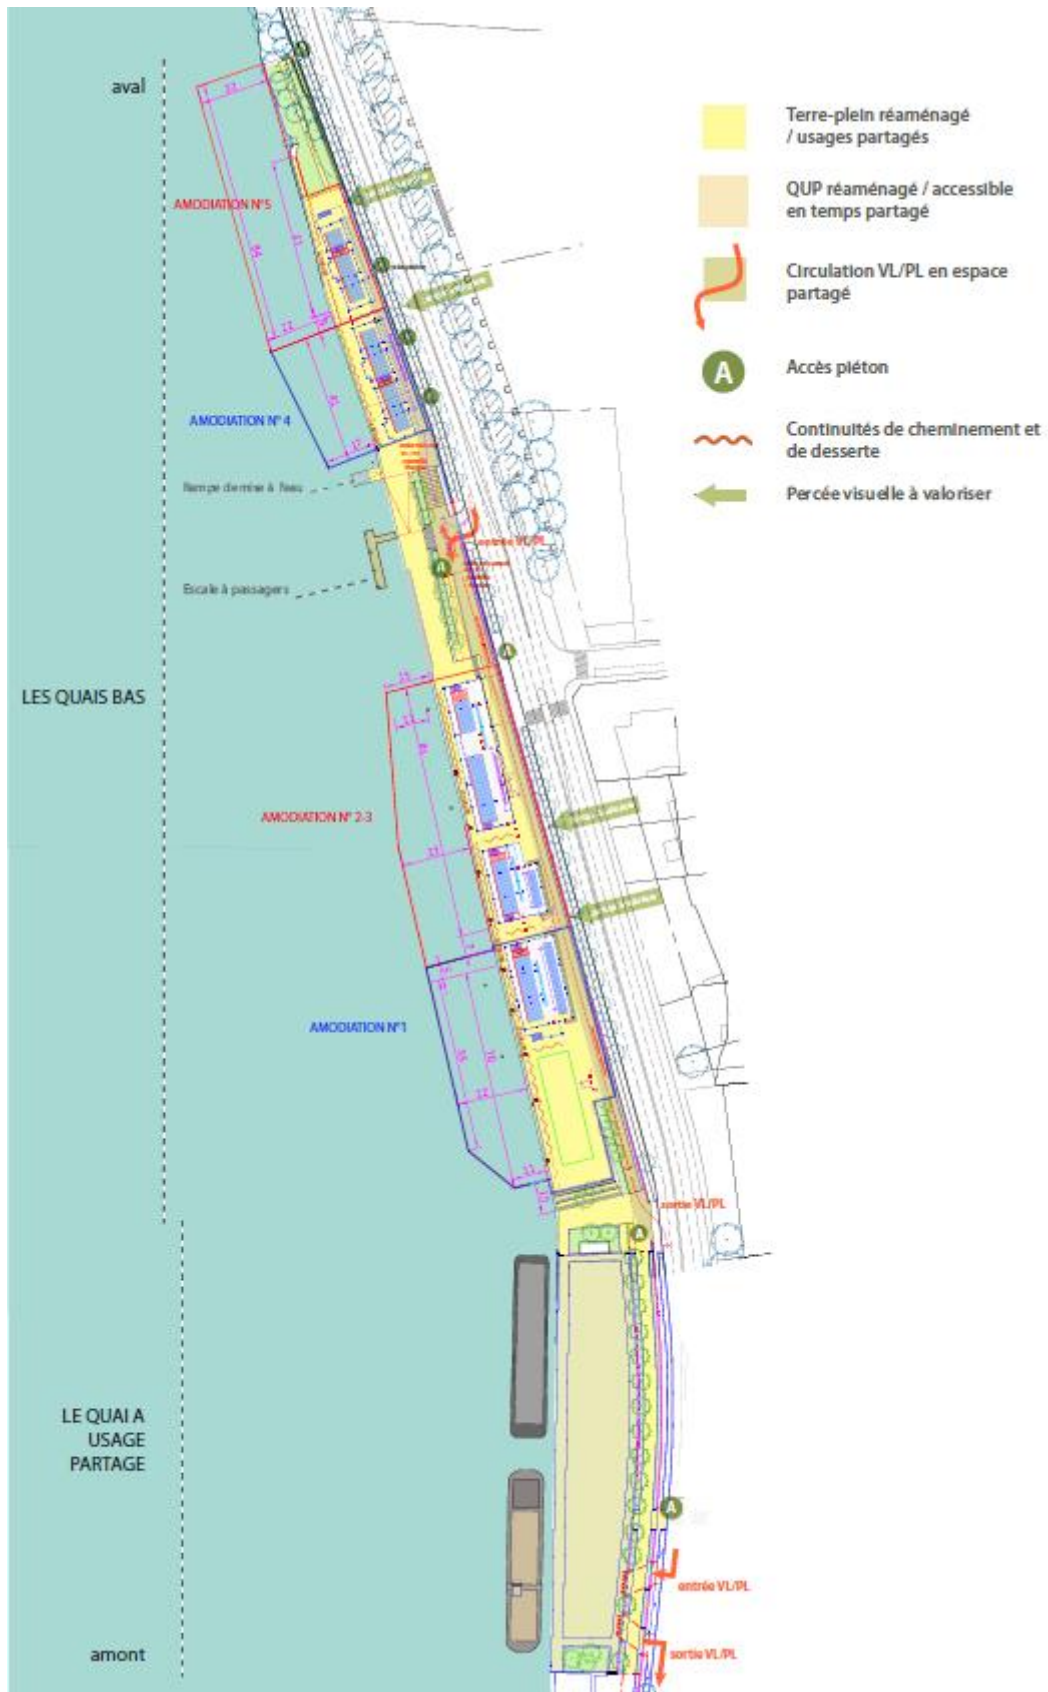 aval
AMODIATION N°5
AMODIATION N° 4
Rampe de mise à l'eau
Escale à passagers
LES QUAIS BAS
AMODIATION N° 2-3
AMODIATION N°1
LE QUAI A
USAGE
PARTAGE
amont
Terre-plein réaménagé
/ usages partagés
QUP réaménagé / accessible
en temps partagé
Circulation VL/PL en espace
partagé
A
Accès piéton
Continuités de cheminement et
de desserte
Percée visuelle à valoriser
entrée VL/PL
A
A
sortie VL/PL
A
A
entrée VL/PL
sortie VL/PL